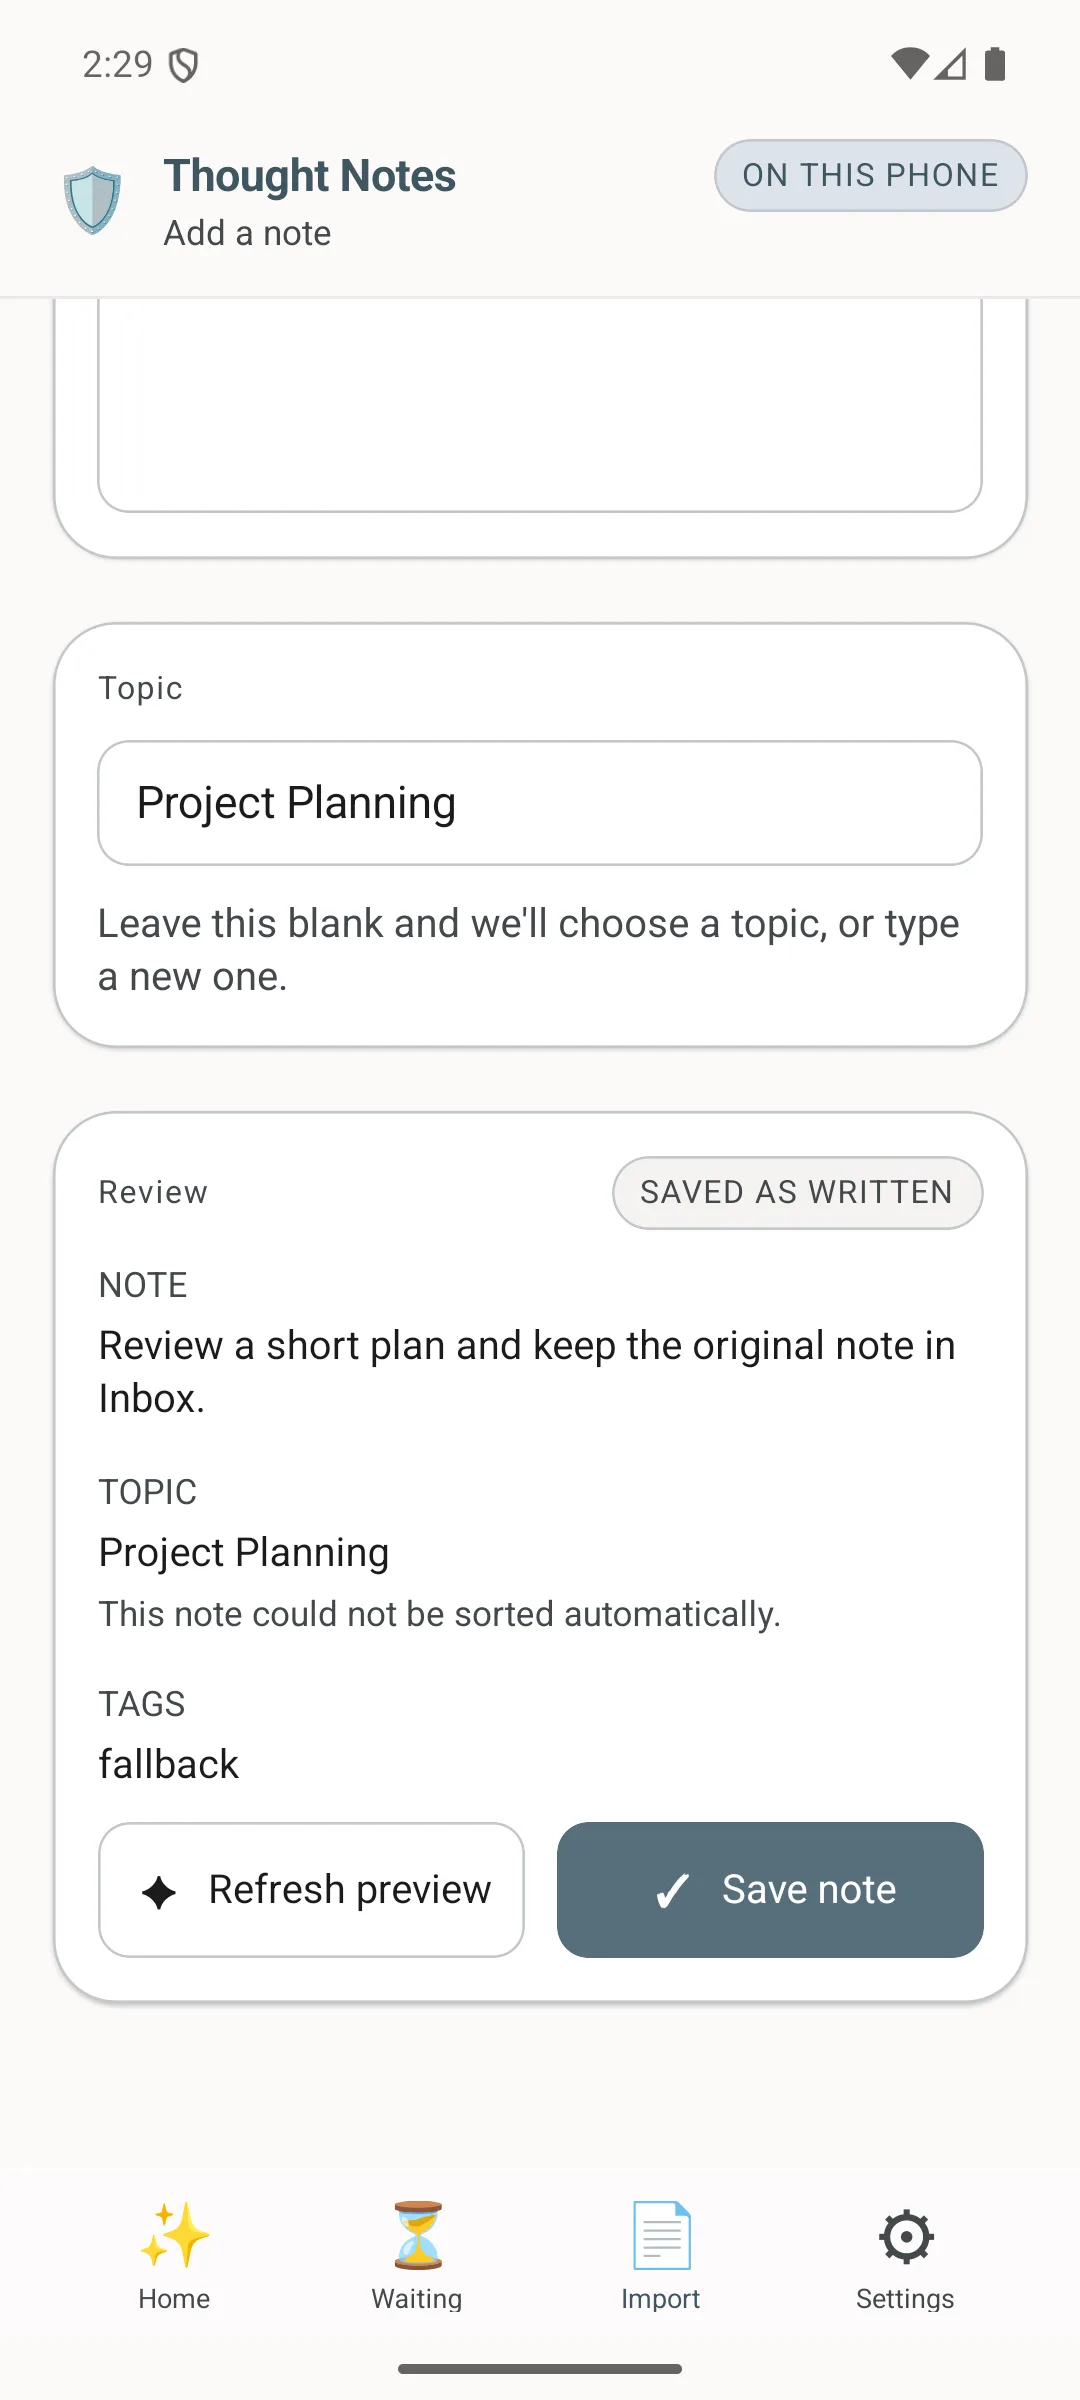 2:29
Thought Notes
Add a note
ON THIS PHONE
Topic
Project Planning
Leave this blank and we'll choose a topic, or type
a new one.
Review
SAVED AS WRITTEN
NOTE
Review a short plan and keep the original note in
Inbox.
TOPIC
Project Planning
This note could not be sorted automatically.
TAGS
fallback
Refresh preview
Save note
Home
Waiting
Import
Settings